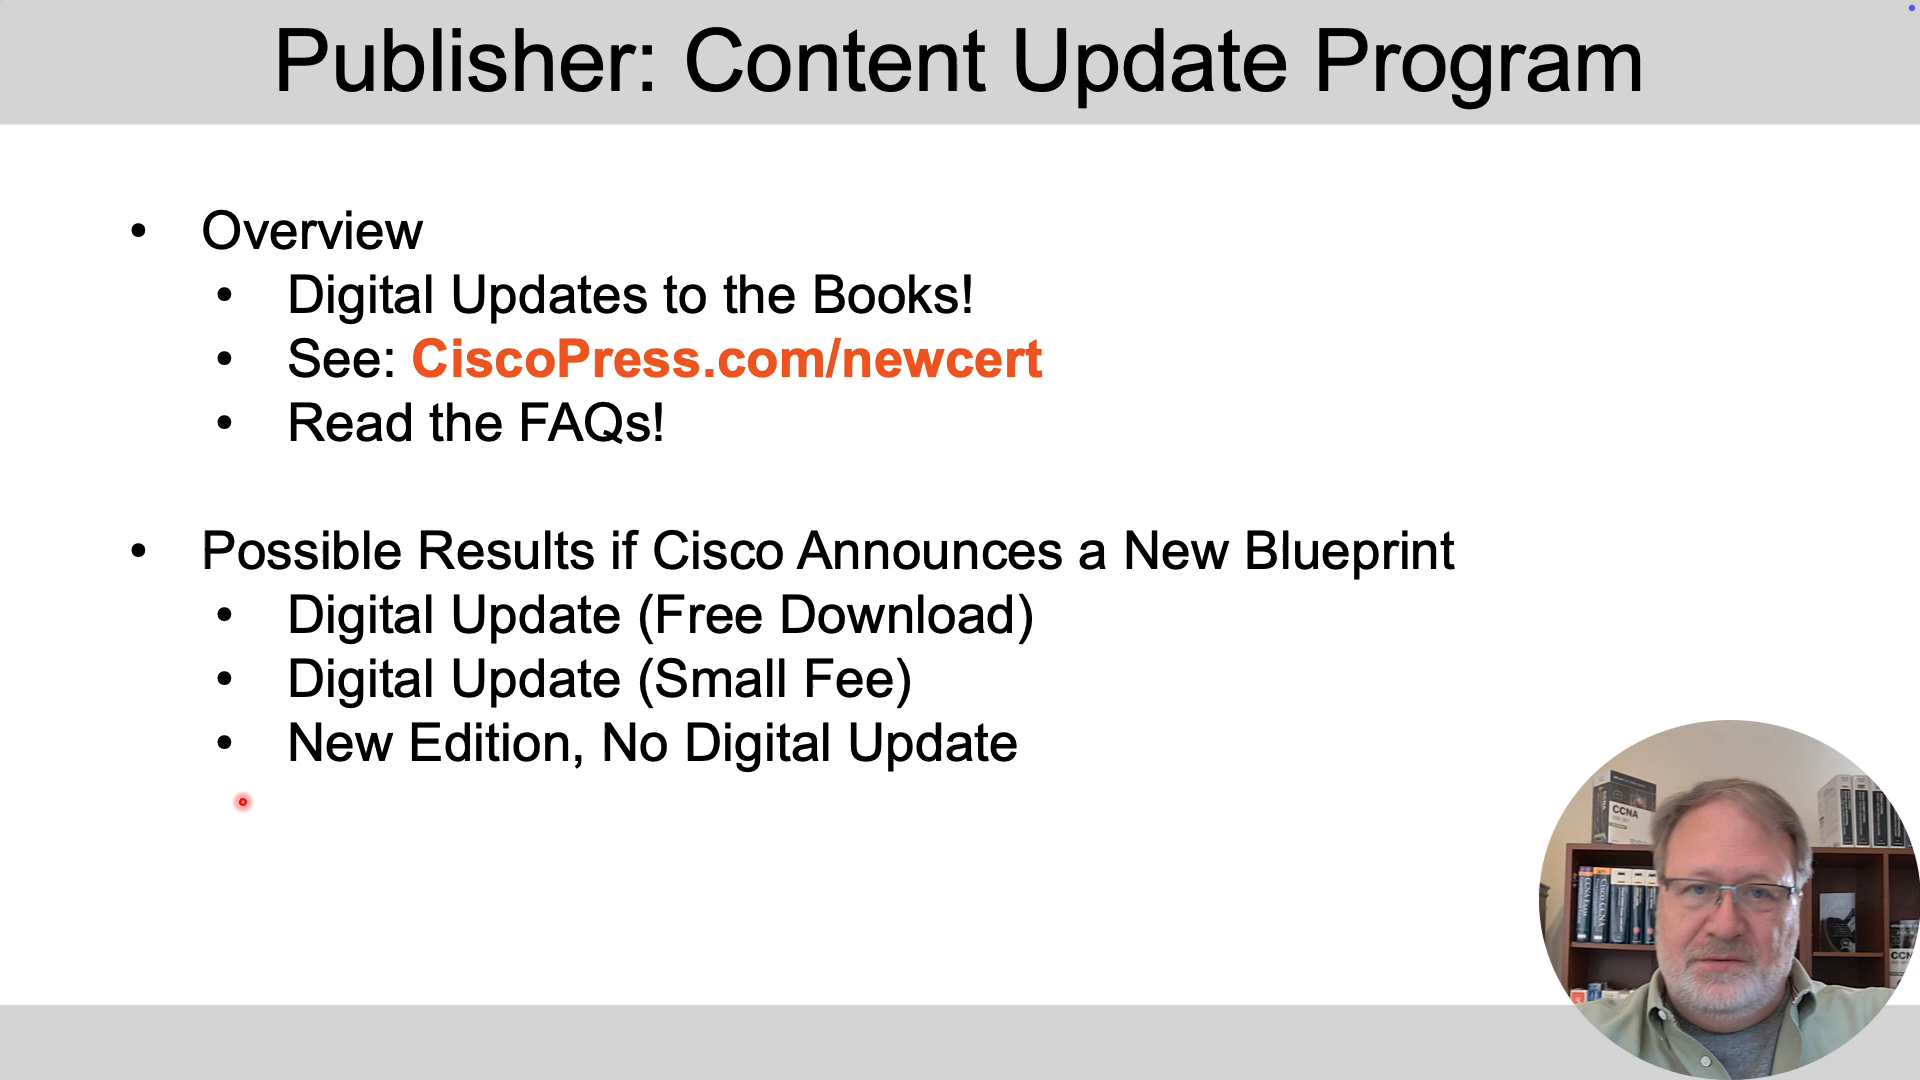 Publisher: Content Update Program
• Overview
• Digital Updates to the Books!
• See: CiscoPress.com/newcert
• Read the FAQs!
• Possible Results if Cisco Announces a New Blueprint
• Digital Update (Free Download)
• Digital Update (Small Fee)
• New Edition, No Digital Update
CCNA